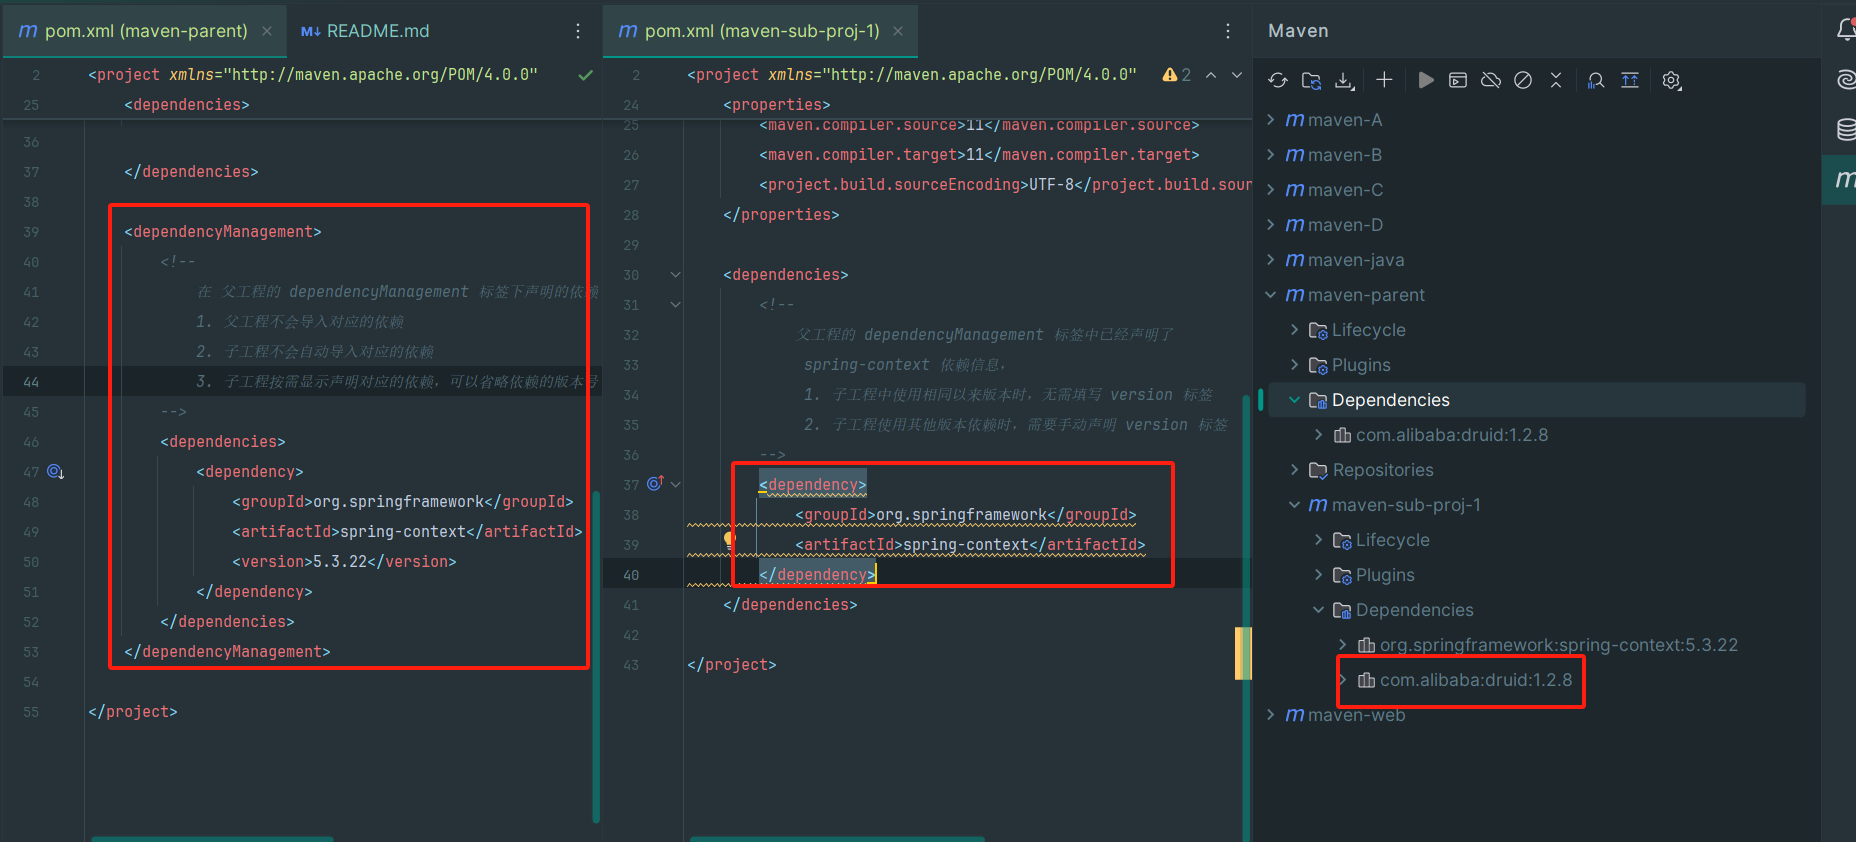 pom.xml (maven-parent)
README.md
2 <project xmlns="http://maven.apache.org/POM/4.0.0"
25 <dependencies>
36
37 </dependencies>
38
39 <dependencyManagement>
40 <!--
41 在 父工程的 dependencyManagement 标签下声明的依赖
42 1. 父工程不会导入对应的依赖
43 2. 子工程不会自动导入对应的依赖
44 3. 子工程按需显示声明对应的依赖，可以省略依赖的版本号
45 -->
46 <dependencies>
47 <dependency>
48 <groupId>org.springframework</groupId>
49 <artifactId>spring-context</artifactId>
50 <version>5.3.22</version>
51 </dependency>
52 </dependencies>
53 </dependencyManagement>
54
55 </project>
pom.xml (maven-sub-proj-1)
2 <project xmlns="http://maven.apache.org/POM/4.0.0"
2
24 <properties>
25 <maven.compiler.source>11</maven.compiler.source>
26 <maven.compiler.target>11</maven.compiler.target>
27 <project.build.sourceEncoding>UTF-8</project.build.sour
28 </properties>
29
30 <dependencies>
31 <!--
32 父工程的 dependencyManagement 标签中已经声明了
33 spring-context 依赖信息，
34 1. 子工程中使用相同以来版本时，无需填写 version 标签
35 2. 子工程使用其他版本依赖时，需要手动声明 version 标签
36 -->
37 <dependency>
38 <groupId>org.springframework</groupId>
39 <artifactId>spring-context</artifactId>
40 </dependency>
41 </dependencies>
42
43 </project>
Maven
maven-A
maven-B
maven-C
maven-D
maven-java
maven-parent
Lifecycle
Plugins
Dependencies
com.alibaba:druid:1.2.8
Repositories
maven-sub-proj-1
Lifecycle
Plugins
Dependencies
org.springframework:spring-context:5.3.22
com.alibaba:druid:1.2.8
maven-web